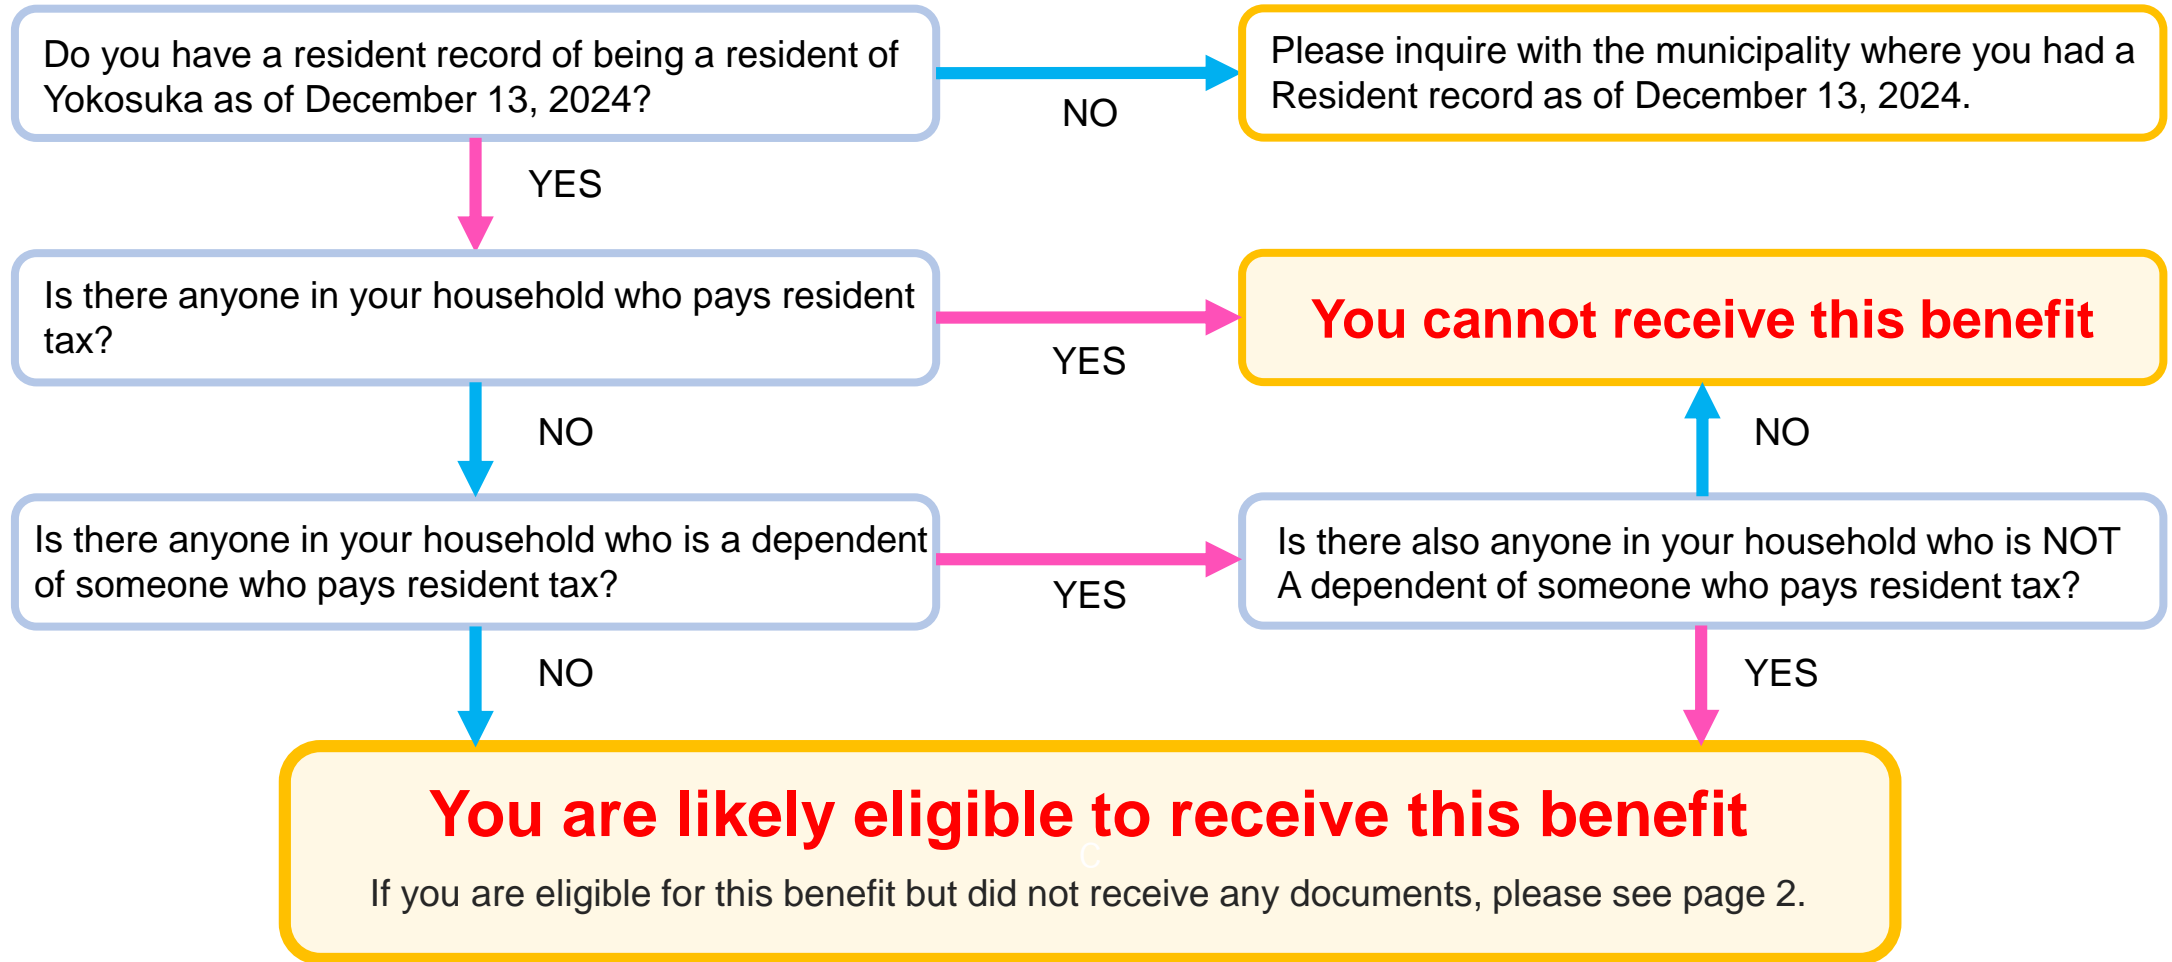 Do you have a resident record of being a resident of
Yokosuka as of December 13, 2024?
NO
Please inquire with the municipality where you had a
Resident record as of December 13, 2024.
YES
Is there anyone in your household who pays resident
tax?
YES
You cannot receive this benefit
NO
NO
Is there anyone in your household who is a dependent
of someone who pays resident tax?
YES
Is there also anyone in your household who is NOT
A dependent of someone who pays resident tax?
NO
YES
You are likely eligible to receive this benefit
C
If you are eligible for this benefit but did not receive any documents, please see page 2.